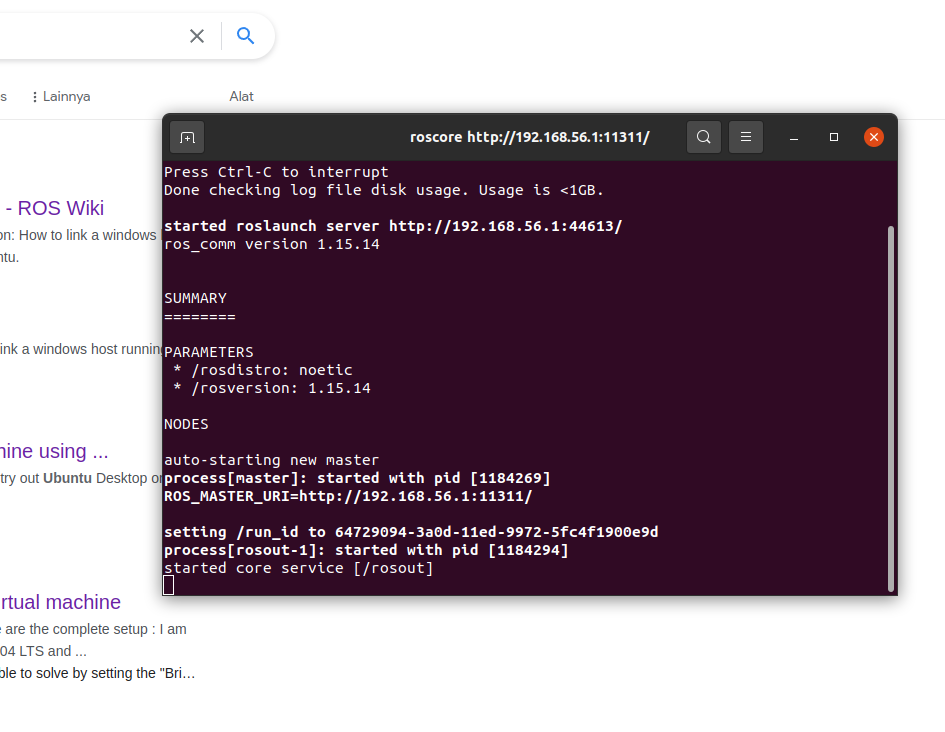 s
Lainnya
Alat
roscore http://192.168.56.1:11311/
Press Ctrl-C to interrupt
Done checking log file disk usage. Usage is <1GB.
started roslaunch server http://192.168.56.1:44613/
ros_comm version 1.15.14
SUMMARY
========
PARAMETERS
* /rosdistro: noetic
* /rosversion: 1.15.14
NODES
auto-starting new master
process[master]: started with pid [1184269]
ROS_MASTER_URI=http://192.168.56.1:11311/
setting /run_id to 64729094-3a0d-11ed-9972-5fc4f1900e9d
process[rosout-1]: started with pid [1184294]
started core service [/rosout]
- ROS Wiki
on: How to link a windows
ntu.
ink a windows host running
hine using ...
try out Ubuntu Desktop or
rtual machine
e are the complete setup : I am
04 LTS and ...
ble to solve by setting the "Bri...